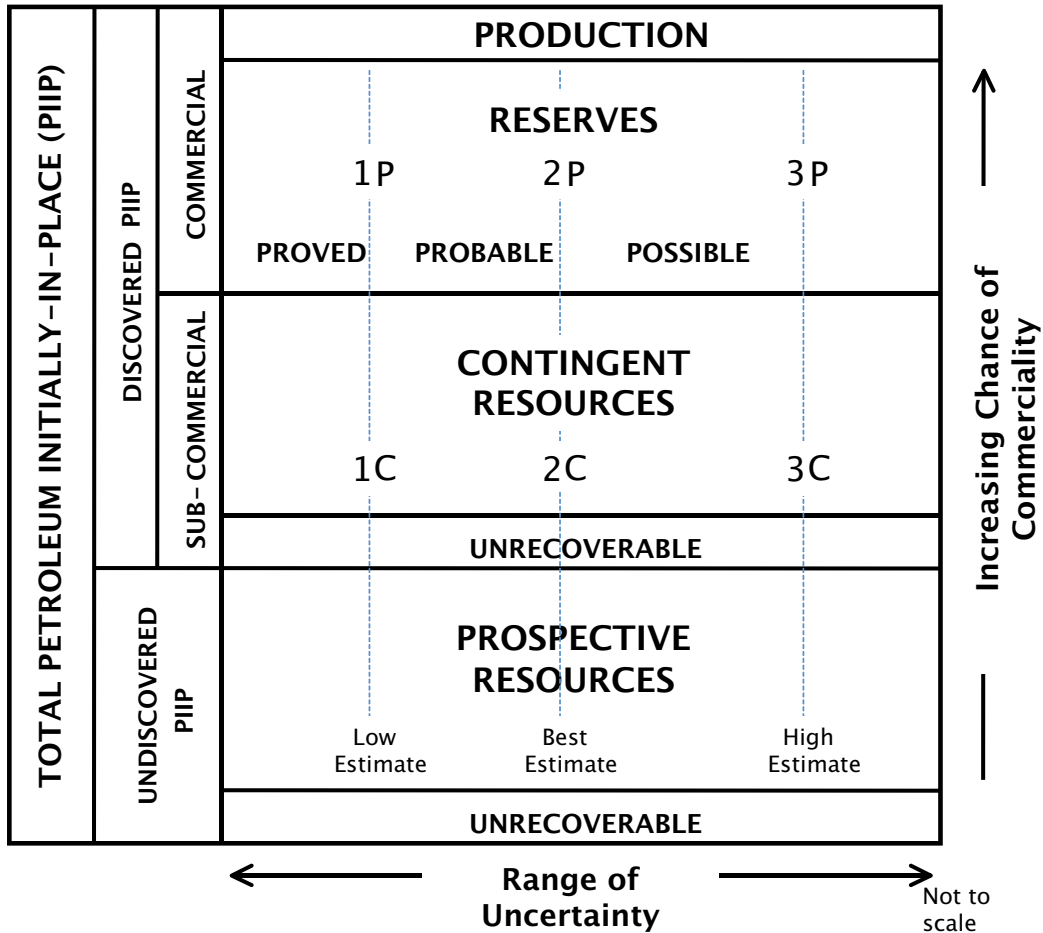 TOTAL PETROLEUM INITIALLY-IN-PLACE (PIIP)
DISCOVERED PIIP
COMMERCIAL
SUB-COMMERCIAL
UNDISCOVERED
PIIP
PRODUCTION
RESERVES
1P 2P 3P
PROVED PROBABLE POSSIBLE
CONTINGENT
RESOURCES
1C 2C 3C
UNRECOVERABLE
PROSPECTIVE
RESOURCES
Low Best High
Estimate Estimate Estimate
UNRECOVERABLE
Increasing Chance of
Commerciality
Range of
Uncertainty
Not to
scale